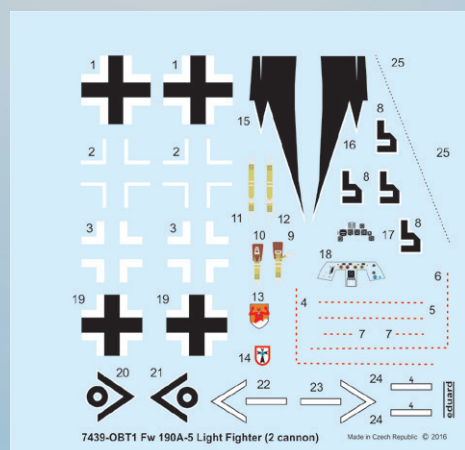 1 1 25
15 8
2 2 16
8 25
11 12
3 3 10 9 17 8
18
6
19 19 13 4 5
7 7
14
20 21 22 23 24 4
24 4
eduard
7439-OBT1 Fw 190A-5 Light Fighter (2 cannon) Made in Czech Republic © 2016